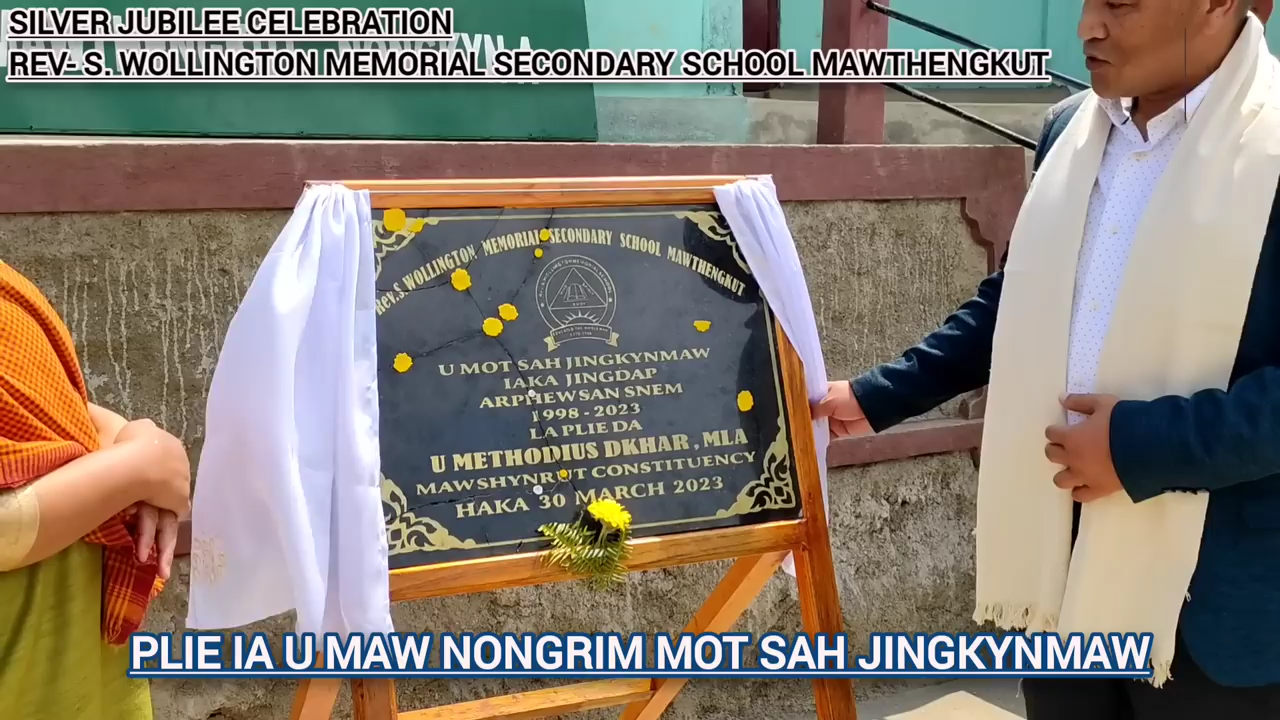 SILVER JUBILEE CELEBRATION
REV- S. WOLLINGTON MEMORIAL SECONDARY SCHOOL MAWTHENGKUT
Rev. S. WOLLINGTON MEMORIAL SECONDARY SCHOOL MAWTHENGKUT
U MOT SAH JINGKYNMAW
IAKA JINGDAP
ARPHEWSAN SNEM
1998 - 2023
LA PLIE DA
U METHODIUS DKHAR, MLA
MAWSHYNRUT CONSTITUENCY
HAKA 30 MARCH 2023
PLIE IA U MAW NONGRIM MOT SAH JINGKYNMAW